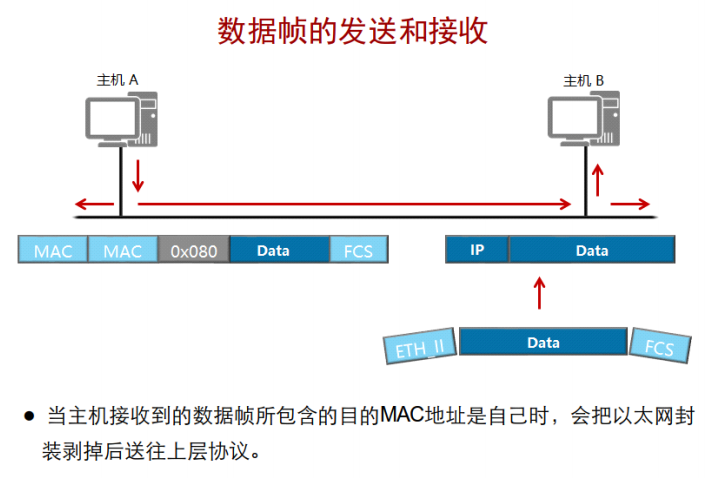 数据帧的发送和接收
主机 A
主机 B
MAC MAC 0x080 Data FCS
IP Data
ETH_II Data FCS
● 当主机接收到的数据帧所包含的目的MAC地址是自己时，会把以太网封
装剥掉后送往上层协议。